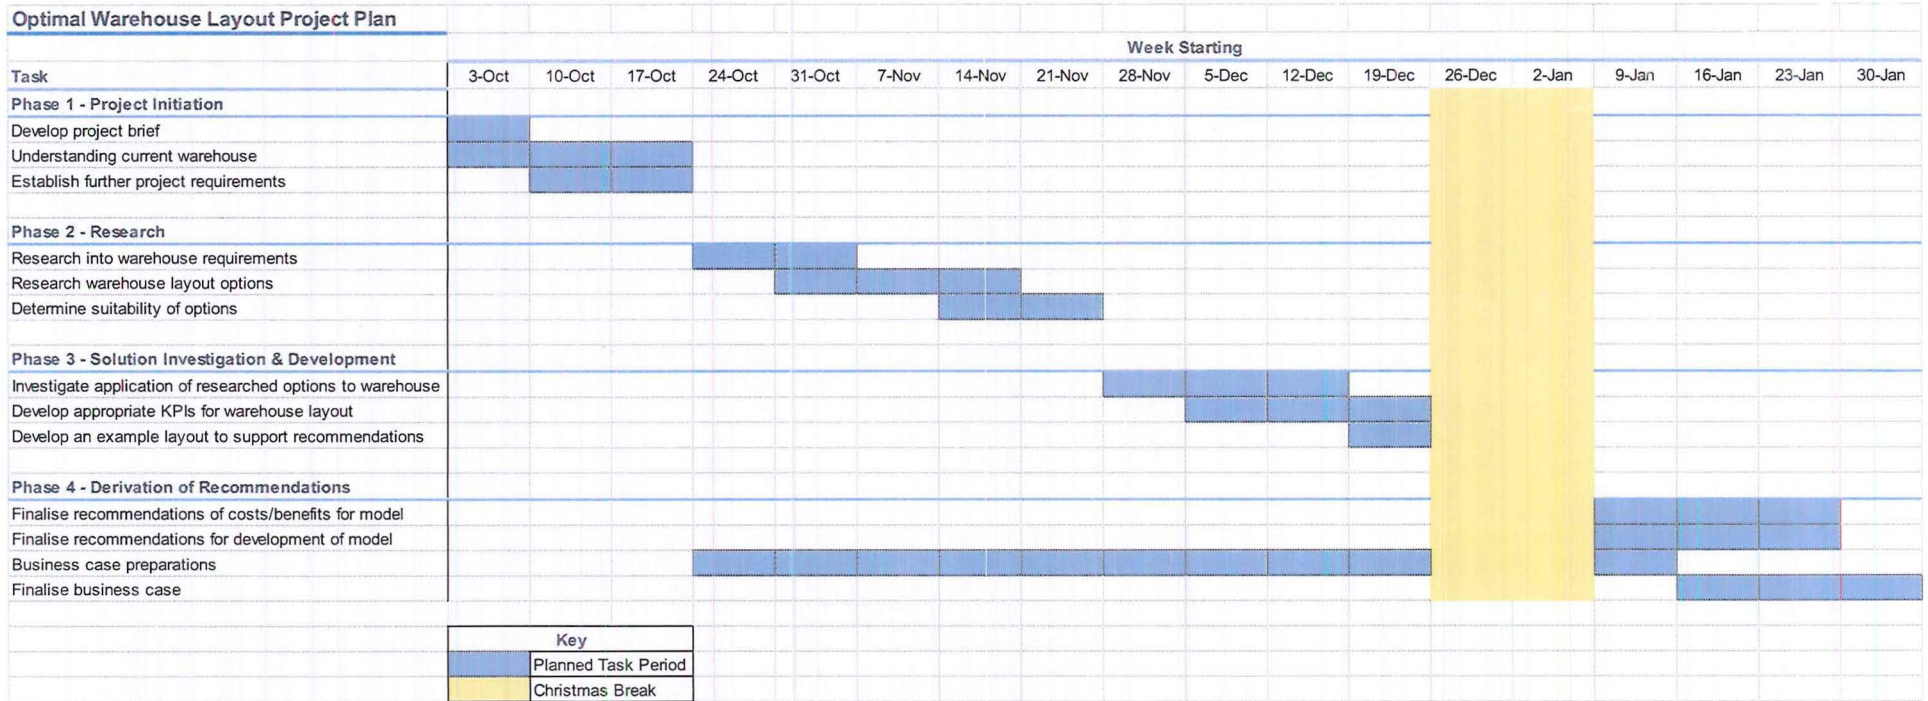 Optimal Warehouse Layout Project Plan
Week Starting
Task 3-Oct 10-Oct 17-Oct 24-Oct 31-Oct 7-Nov 14-Nov 21-Nov 28-Nov 5-Dec 12-Dec 19-Dec 26-Dec 2-Jan 9-Jan 16-Jan 23-Jan 30-Jan
Phase 1 - Project Initiation
Develop project brief
Understanding current warehouse
Establish further project requirements
Phase 2 - Research
Research into warehouse requirements
Research warehouse layout options
Determine suitability of options
Phase 3 - Solution Investigation & Development
Investigate application of researched options to warehouse
Develop appropriate KPIs for warehouse layout
Develop an example layout to support recommendations
Phase 4 - Derivation of Recommendations
Finalise recommendations of costs/benefits for model
Finalise recommendations for development of model
Business case preparations
Finalise business case
Key
Planned Task Period
Christmas Break